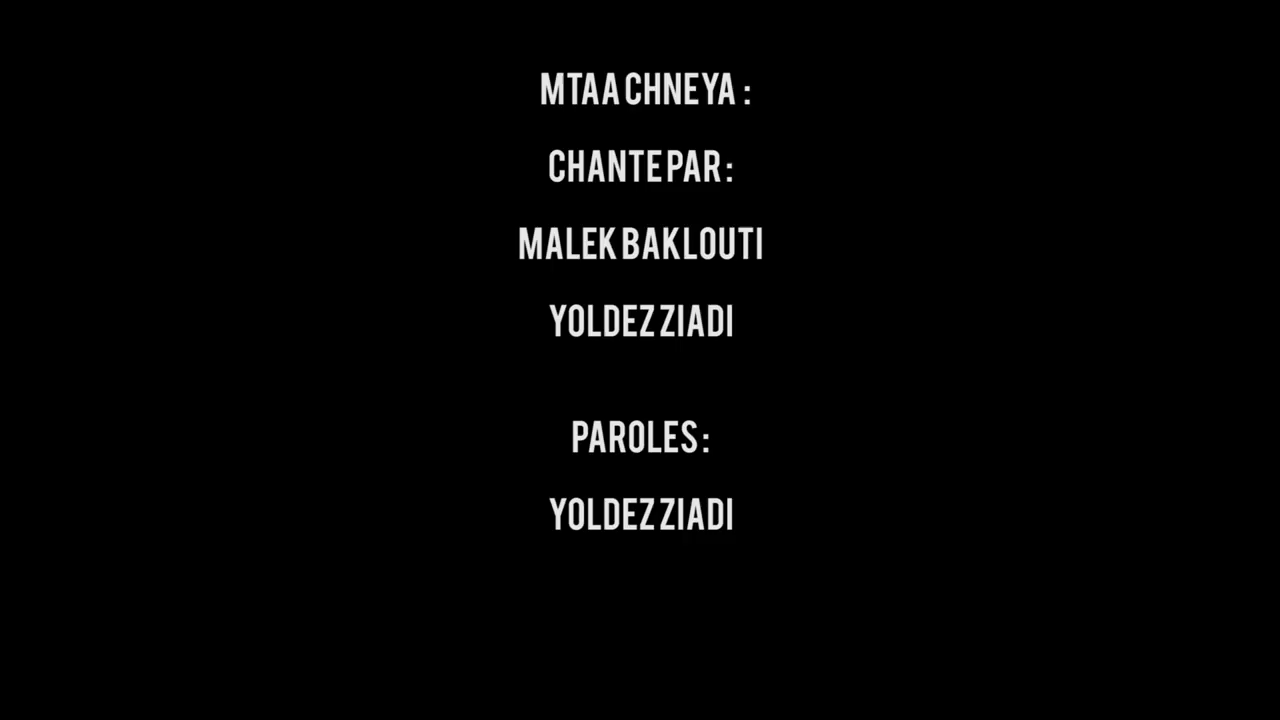 MTAA CHNEYA :
CHANTE PAR :
MALEK BAKLOUTI
YOLDEZ ZIADI
PAROLES :
YOLDEZ ZIADI